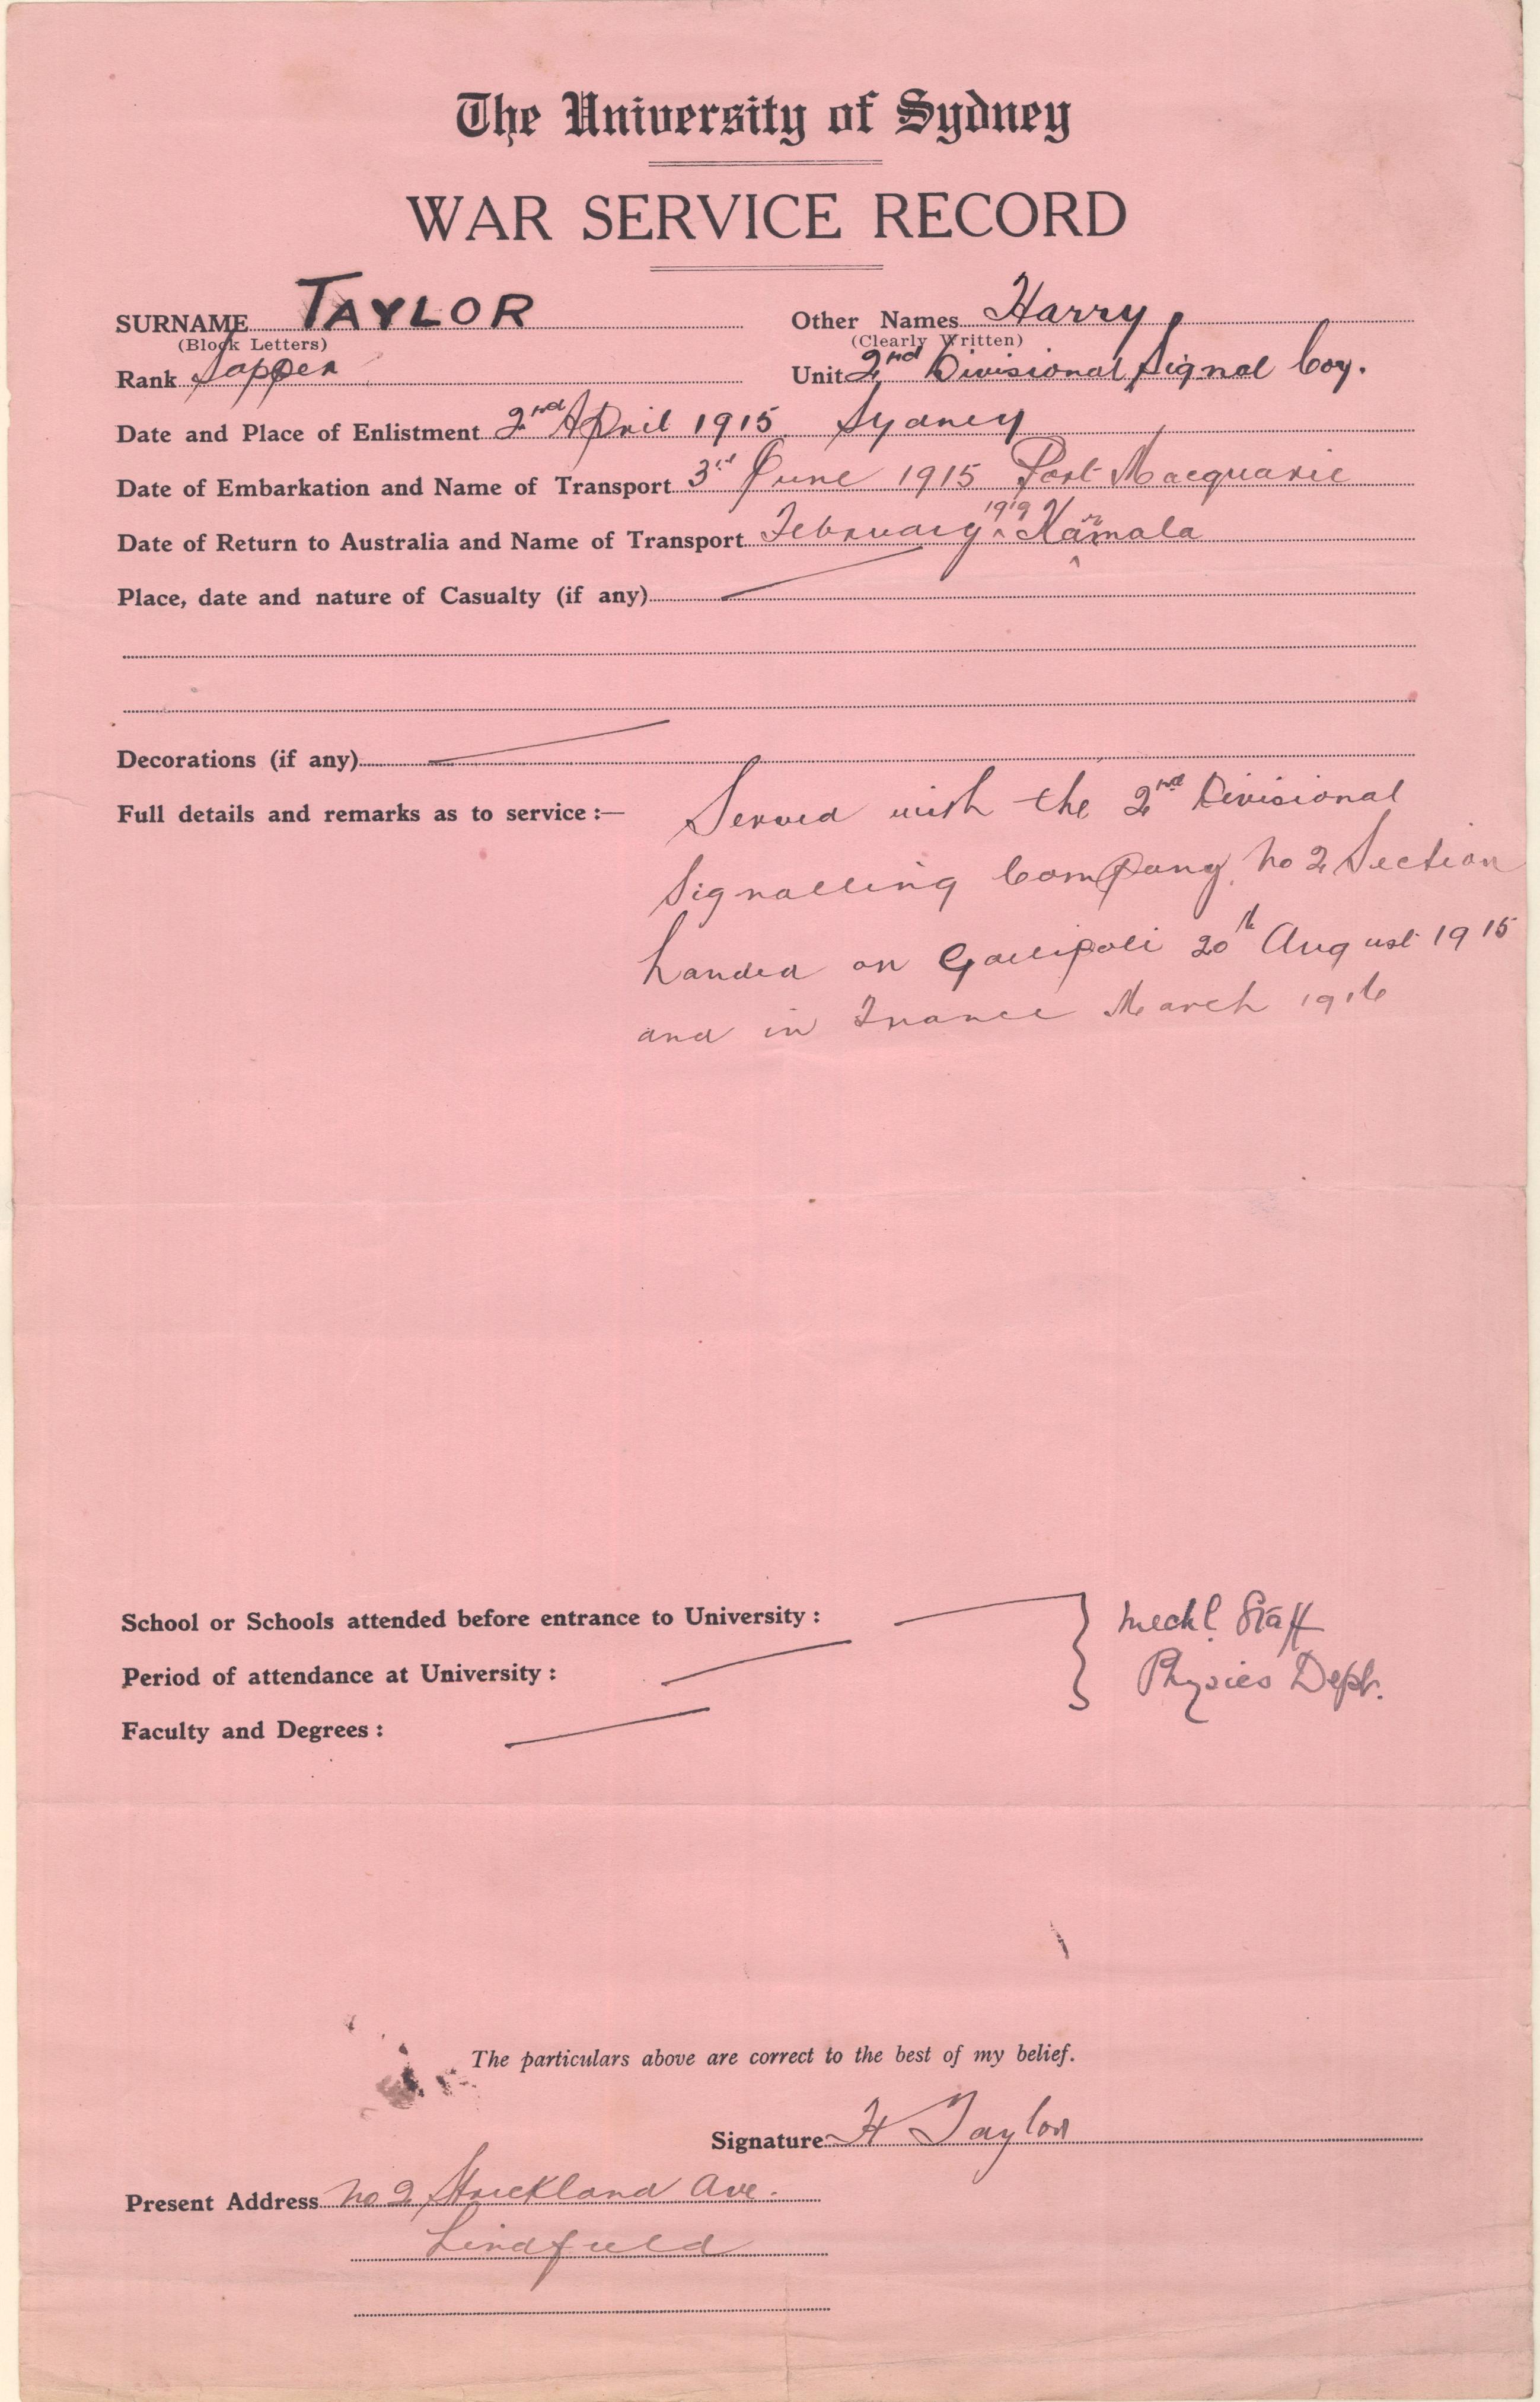 The University of Sydney
WAR SERVICE RECORD
SURNAME TAYLOR Other Names Harry
(Block Letters) (Clearly Written)
Rank Sapper Unit 2nd Divisional Signal Coy.
Date and Place of Enlistment 2nd April 1915 Sydney
Date of Embarkation and Name of Transport 3rd June 1915 Port Macquarie
Date of Return to Australia and Name of Transport February 1919 Karmala
Place, date and nature of Casualty (if any)
Decorations (if any)
Full details and remarks as to service :— Served with the 2nd Divisional
Signalling Company, No 2 Section
Landed on Gallipoli 20th August 1915
and in France March 1916
School or Schools attended before entrance to University : Mechl. Staff
Period of attendance at University : Physics Dept.
Faculty and Degrees :
The particulars above are correct to the best of my belief.
Signature H Taylor
Present Address No 2 Strickland Ave.
Lindfield